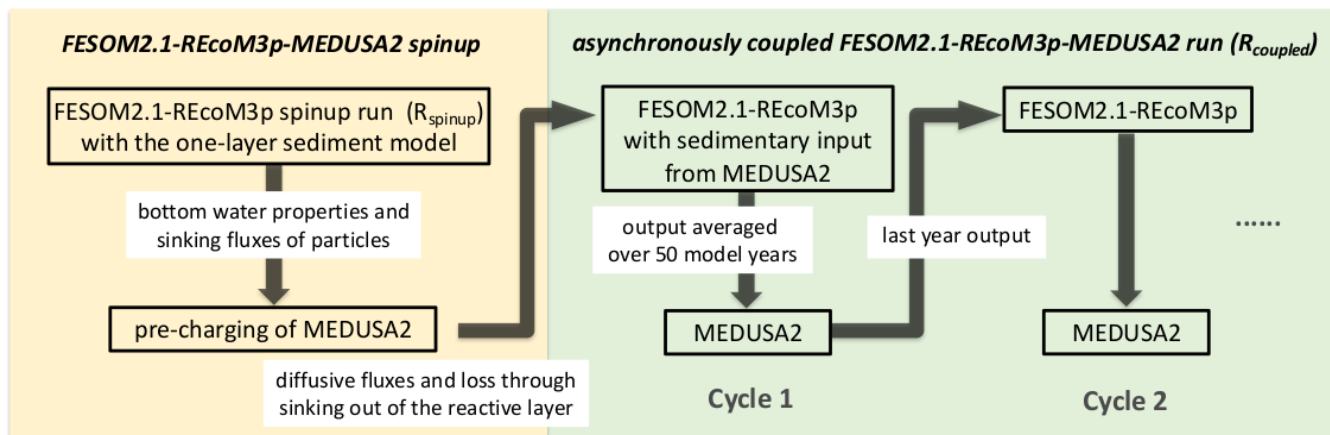 FESOM2.1-REcoM3p-MEDUSA2 spinup
FESOM2.1-REcoM3p spinup run (Rspinup)
with the one-layer sediment model
bottom water properties and
sinking fluxes of particles
pre-charging of MEDUSA2
diffusive fluxes and loss through
sinking out of the reactive layer
asynchronously coupled FESOM2.1-REcoM3p-MEDUSA2 run (Rcoupled)
FESOM2.1-REcoM3p
with sedimentary input
from MEDUSA2
output averaged
over 50 model years
MEDUSA2
Cycle 1
last year output
FESOM2.1-REcoM3p
MEDUSA2
Cycle 2
......